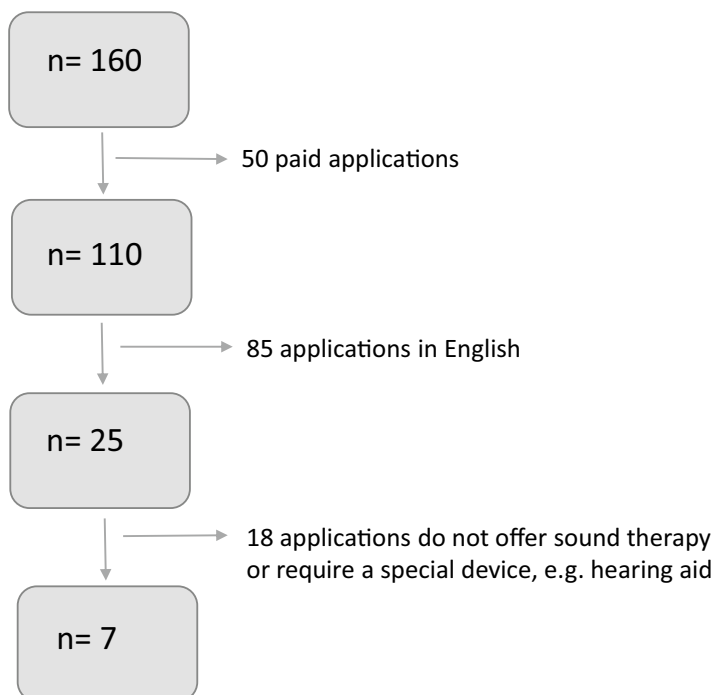 n= 160
50 paid applications
n= 110
85 applications in English
n= 25
18 applications do not offer sound therapy
or require a special device, e.g. hearing aid
n= 7